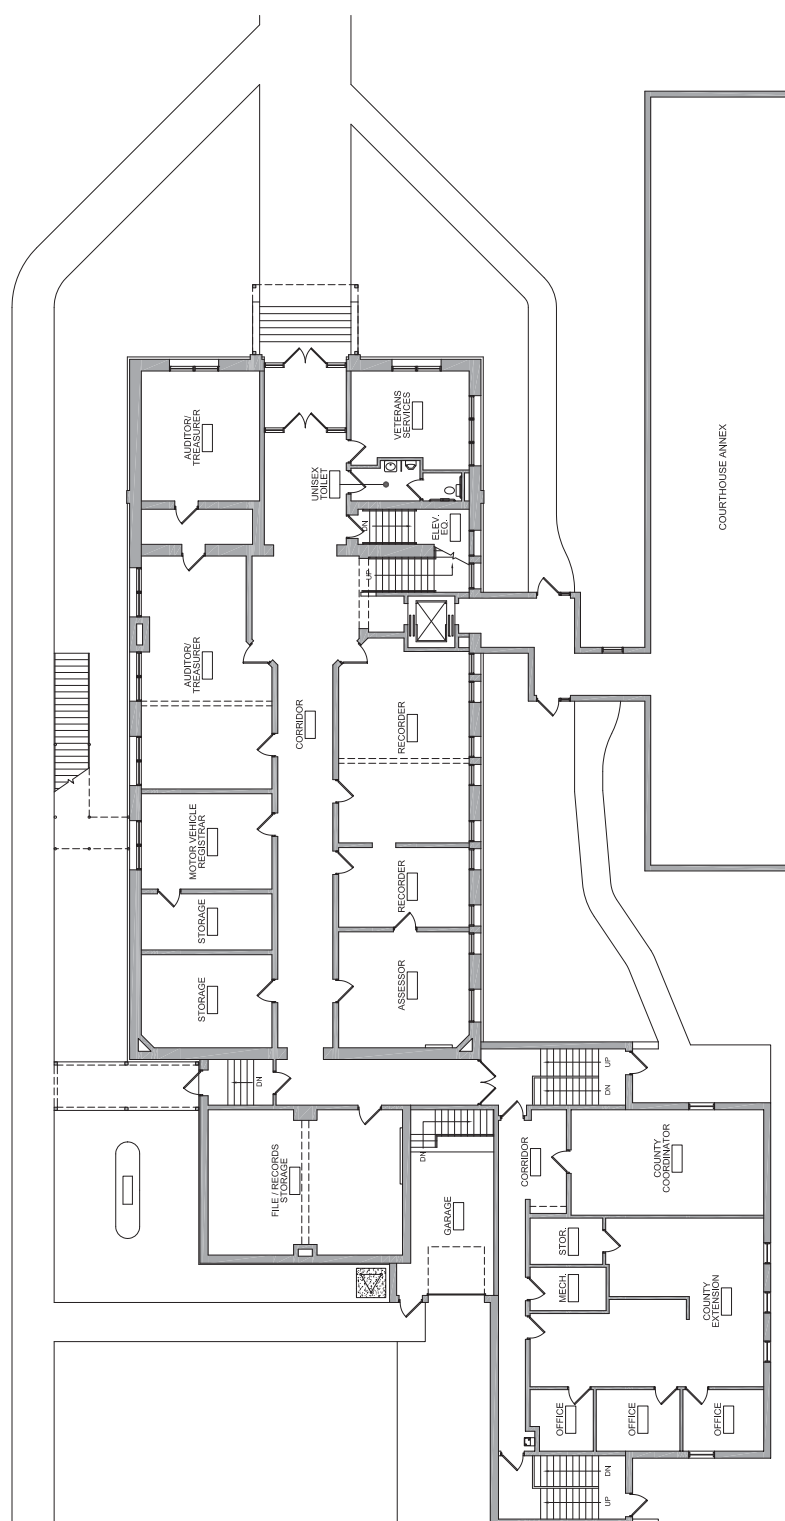 AUDITOR/
TREASURER
VETERANS
SERVICES
COURTHOUSE ANNEX
UNISEX
TOILET
DN
ELEV.
EQ.
UP
AUDITOR/
TREASURER
CORRIDOR
RECORDER
MOTOR VEHICLE
REGISTRAR
RECORDER
STORAGE
STORAGE
ASSESSOR
DN
DN
UP
FILE / RECORDS
STORAGE
DN
GARAGE
CORRIDOR
COUNTY
COORDINATOR
STOR.
MECH.
COUNTY
EXTENSION
OFFICE
OFFICE
OFFICE
DN
UP